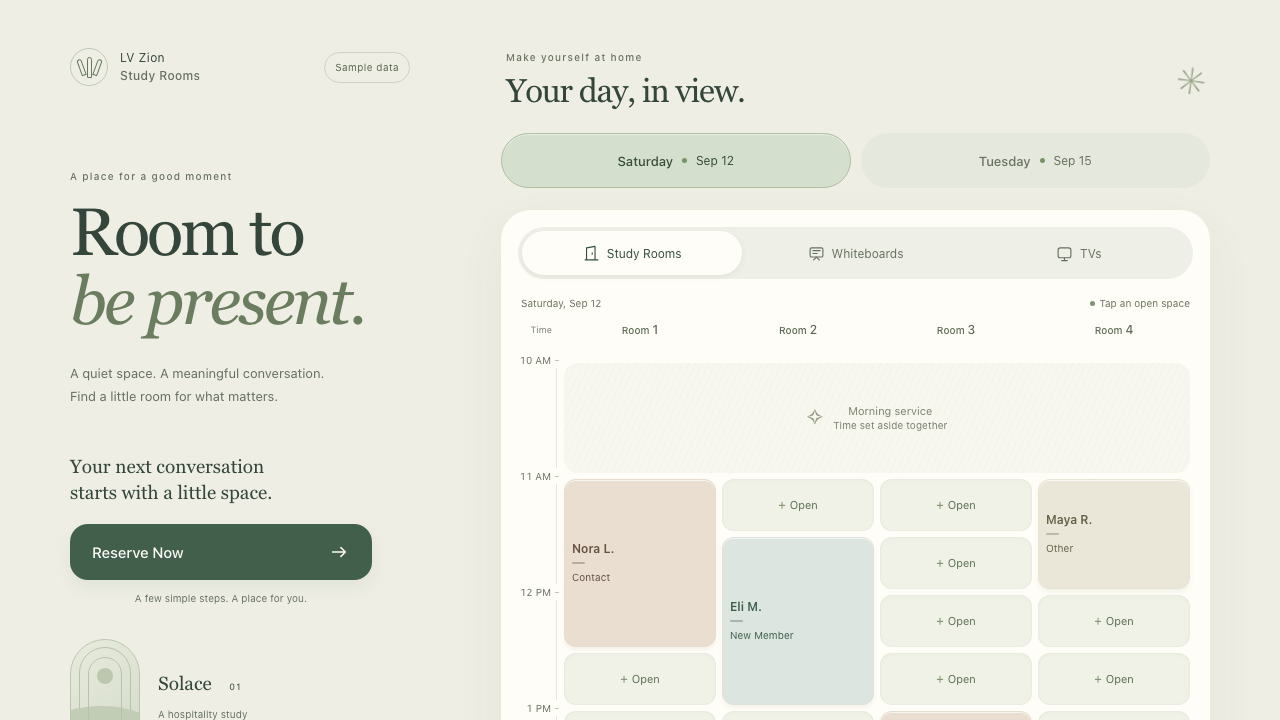 LV Zion
Study Rooms
Sample data
A place for a good moment
Room to
be present.
A quiet space. A meaningful conversation.
Find a little room for what matters.
Your next conversation
starts with a little space.
Reserve Now
A few simple steps. A place for you.
Solace 01
A hospitality study
Make yourself at home
Your day, in view.
Saturday • Sep 12
Tuesday • Sep 15
Study Rooms
Whiteboards
TVs
Saturday, Sep 12
Tap an open space
Time Room 1 Room 2 Room 3 Room 4
10 AM
Morning service
Time set aside together
11 AM
+ Open
+ Open
Maya R.
Other
Nora L.
Contact
+ Open
12 PM
Eli M.
New Member
+ Open
+ Open
+ Open
+ Open
+ Open
1 PM